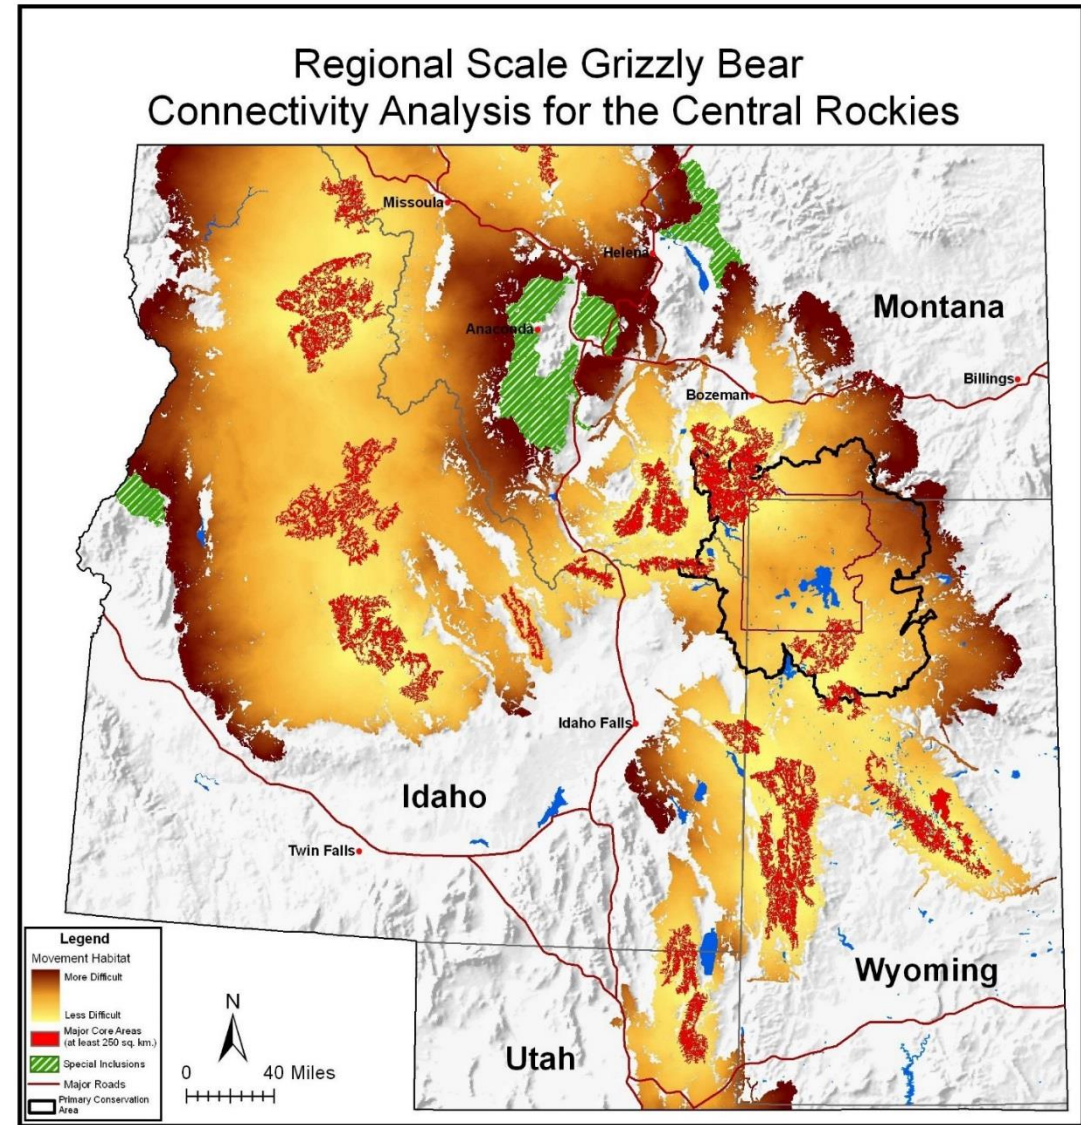 Regional Scale Grizzly Bear
Connectivity Analysis for the Central Rockies
Missoula
Helena
Montana
Anaconda
Billings
Bozeman
Idaho Falls
Idaho
Twin Falls
Wyoming
Utah
Legend
Movement Habitat
More Difficult
Less Difficult
Major Core Areas
(at least 250 sq. km.)
Special Inclusions
Major Roads
Primary Conservation
Area
N
0 40 Miles